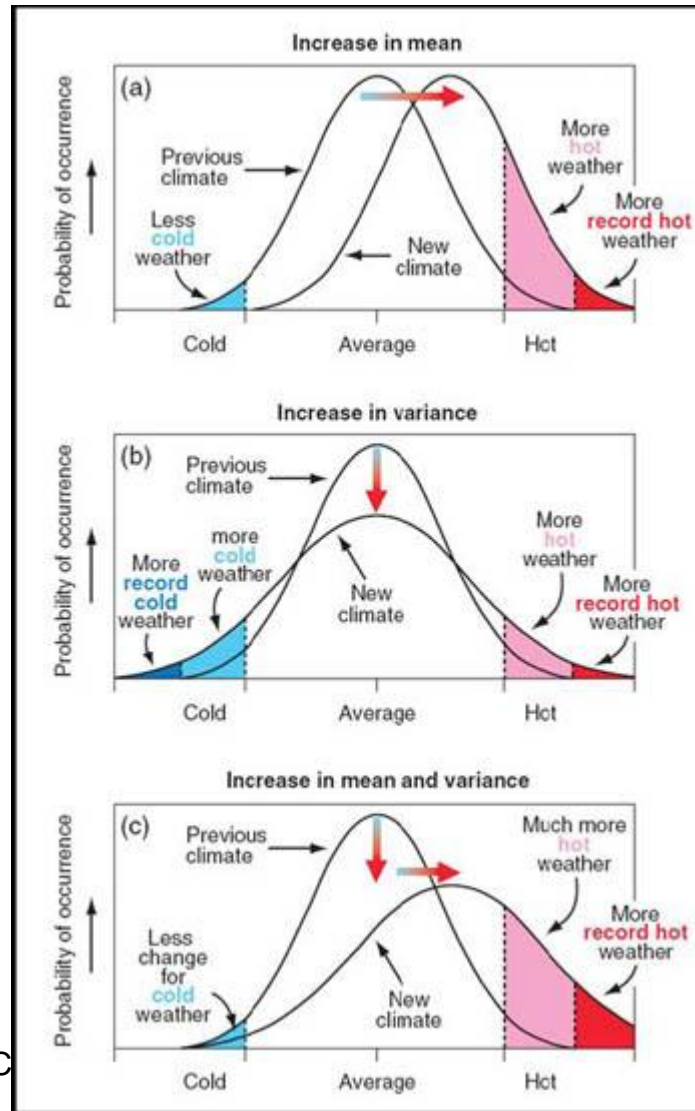 Increase in mean
(a)
Previous
climate
Less
cold
weather
New
climate
More
hot
weather
More
record hot
weather
Probability of occurrence
Cold
Average
Hct
Increase in variance
(b)
Previous
climate
more
cold
weather
More
record
cold
weather
New
climate
More
hot
weather
More
record hot
weather
Probability of occurrence
Cold
Average
Hct
Increase in mean and variance
(c)
Previous
climate
Less
change
for
cold
weather
New
climate
Much more
hot
weather
More
record hot
weather
Probability of occurrence
Cold
Average
Hct
C